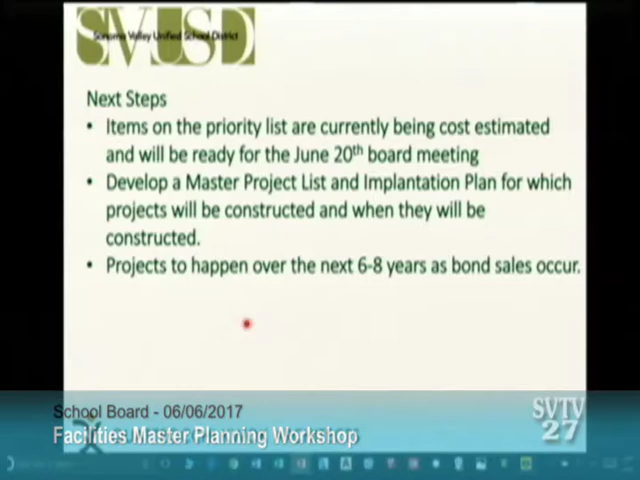 SVUSD
Sonoma Valley Unified School District
Next Steps
• Items on the priority list are currently being cost estimated
and will be ready for the June 20th board meeting
• Develop a Master Project List and Implantation Plan for which
projects will be constructed and when they will be
constructed.
• Projects to happen over the next 6-8 years as bond sales occur.
School Board - 06/06/2017
Facilities Master Planning Workshop
SVTV
27